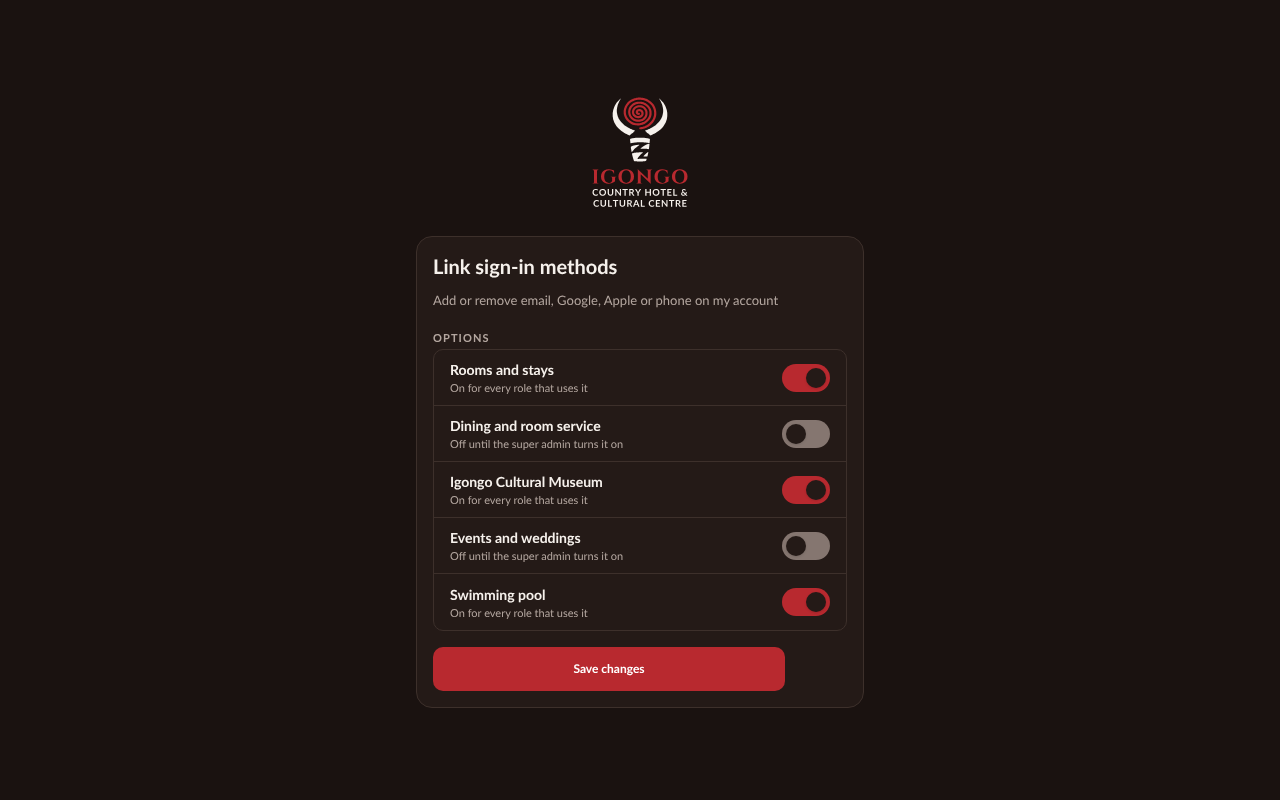 IGONGO
COUNTRY HOTEL &
CULTURAL CENTRE
Link sign-in methods
Add or remove email, Google, Apple or phone on my account
OPTIONS
Rooms and stays
On for every role that uses it
Dining and room service
Off until the super admin turns it on
Igongo Cultural Museum
On for every role that uses it
Events and weddings
Off until the super admin turns it on
Swimming pool
On for every role that uses it
Save changes